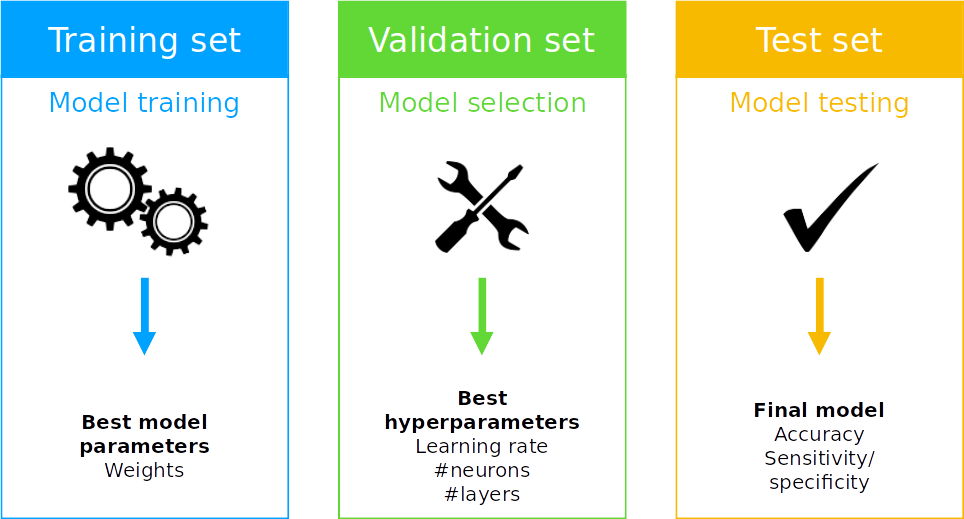 Training set
Model training
Best model
parameters
Weights
Validation set
Model selection
Best
hyperparameters
Learning rate
#neurons
#layers
Test set
Model testing
Final model
Accuracy
Sensitivity/
specificity